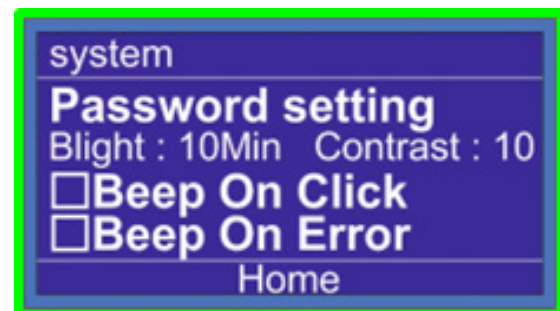 system
Password setting
Blight : 10Min Contrast : 10
☐Beep On Click
☐Beep On Error
Home